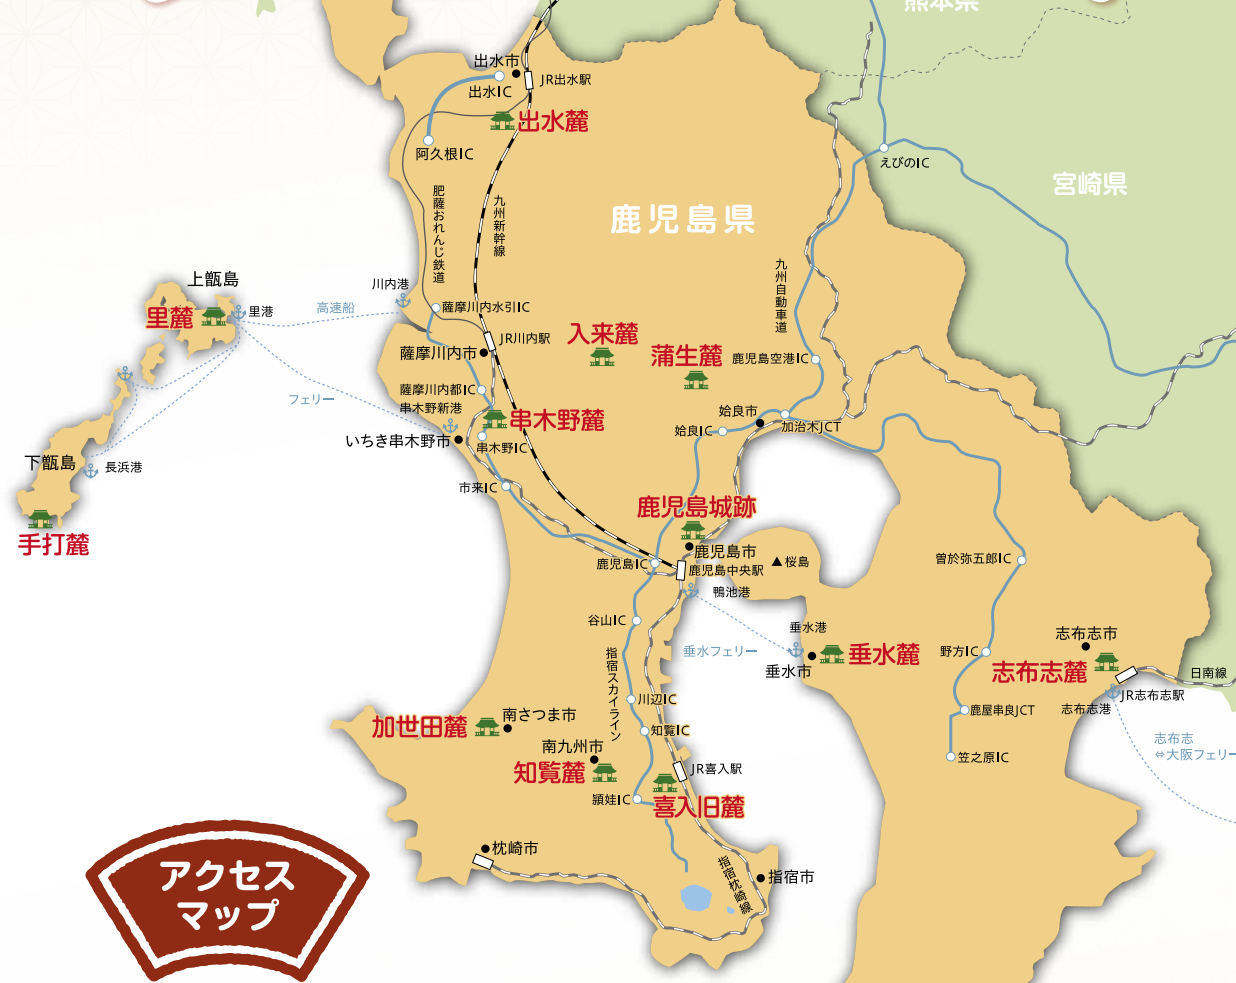 熊本県
出水市
JR出水駅
出水IC
出水麓
阿久根IC
えびのIC
宮崎県
肥薩おれんじ鉄道
九州新幹線
鹿児島県
九州自動車道
上甑島
里麓
里港
高速船
川内港
薩摩川内水引IC
JR川内駅
薩摩川内市
入来麓
蒲生麓
鹿児島空港IC
薩摩川内都IC
フェリー
串木野新港
串木野麓
いちき串木野市
串木野IC
姶良市
姶良IC
加治木JCT
下甑島
長浜港
市来IC
手打麓
鹿児島城跡
鹿児島市
鹿児島IC
鹿児島中央駅
桜島
鴨池港
曽於弥五郎IC
谷山IC
垂水港
垂水フェリー
垂水麓
垂水市
野方IC
志布志市
志布志麓
日南線
JR志布志駅
志布志港
指宿スカイライン
川辺IC
鹿屋串良JCT
加世田麓
南さつま市
知覧IC
南九州市
知覧麓
JR喜入駅
笠之原IC
志布志
⇔大阪フェリー
頴娃IC
喜入旧麓
枕崎市
指宿枕崎線
指宿市
アクセス
マップ